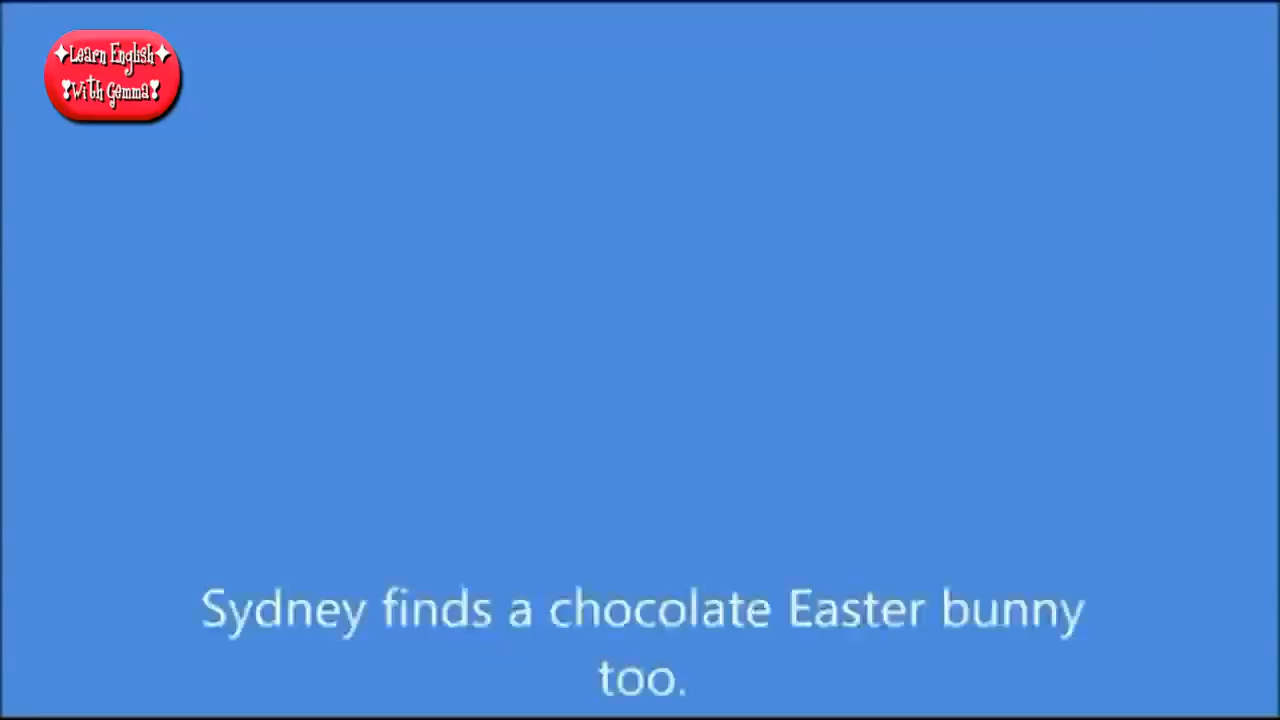 ✦Learn English✦
❣With Gemma❣
Sydney finds a chocolate Easter bunny
too.